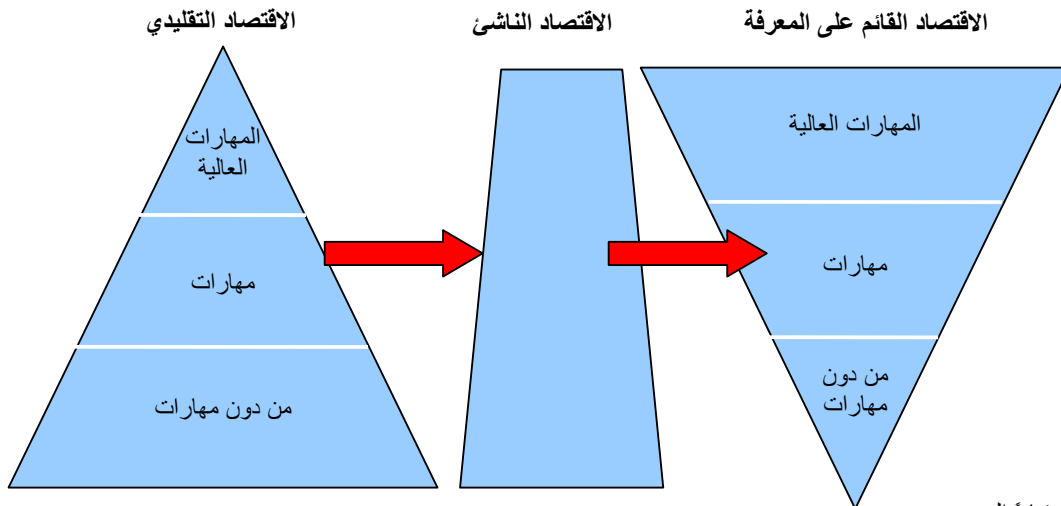 الاقتصاد التقليدي
الاقتصاد الناشئ
الاقتصاد القائم على المعرفة
المهارات
العالية
مهارات
من دون مهارات
المهارات العالية
مهارات
من دون
مهارات